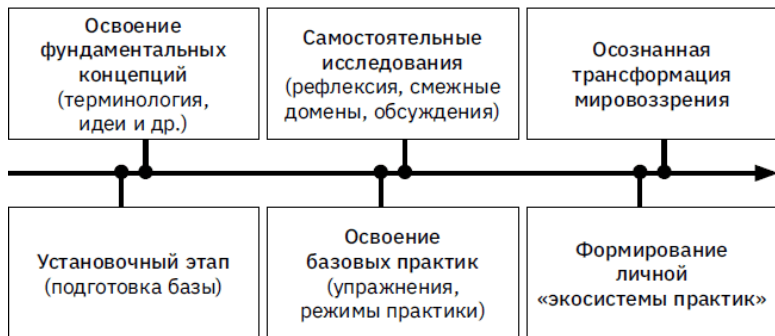 Освоение
фундаментальных
концепций
(терминология,
идеи и др.)
Самостоятельные
исследования
(рефлексия, смежные
домены, обсуждения)
Осознанная
трансформация
мировоззрения
Установочный этап
(подготовка базы)
Освоение
базовых практик
(упражнения,
режимы практики)
Формирование
личной
«экосистемы практик»